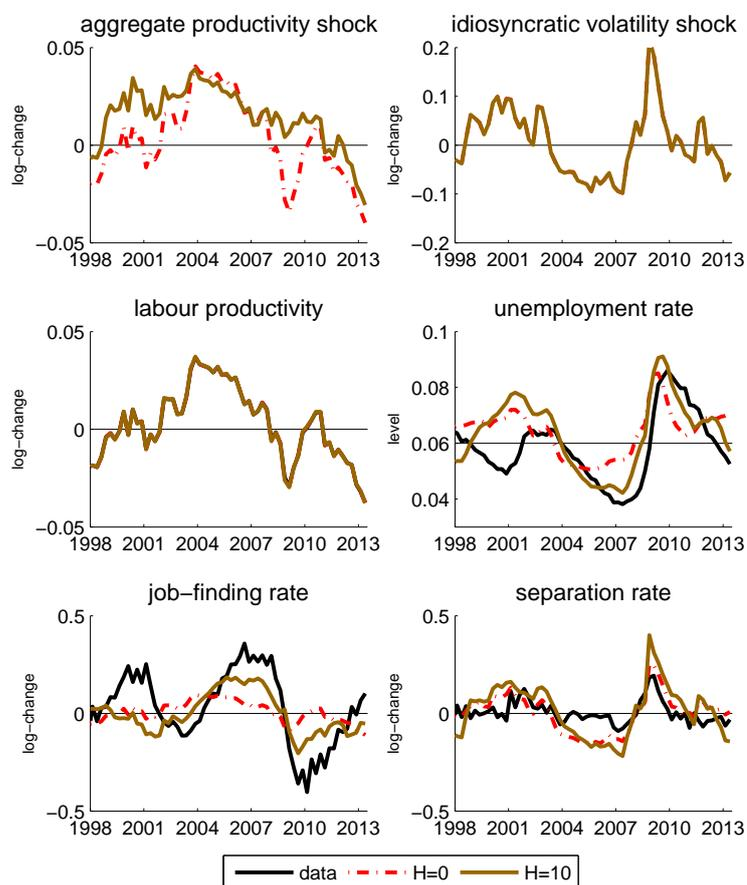 aggregate productivity shock
0.05
0
−0.05
log−change
1998 2001 2004 2007 2010 2013
idiosyncratic volatility shock
0.2
0.1
0
−0.1
−0.2
log−change
1998 2001 2004 2007 2010 2013
labour productivity
0.05
0
−0.05
log−change
1998 2001 2004 2007 2010 2013
unemployment rate
0.1
0.08
0.06
0.04
level
1998 2001 2004 2007 2010 2013
job−finding rate
0.5
0
−0.5
log−change
1998 2001 2004 2007 2010 2013
separation rate
0.5
0
−0.5
log−change
1998 2001 2004 2007 2010 2013
data H=0 H=10